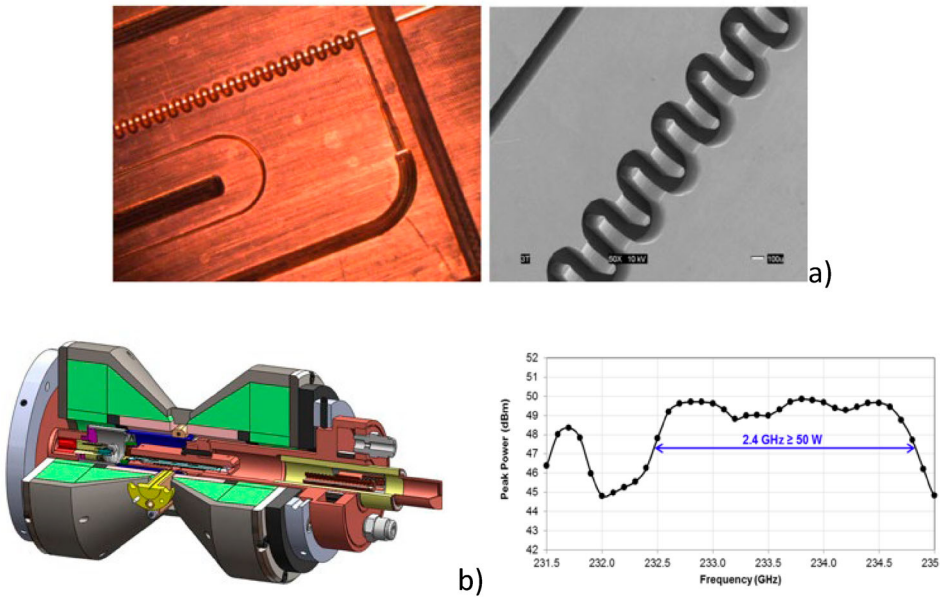 3T
50X 10 kV
100u
a)
b)
Peak Power (dBm)
52
51
50
49
48
47
46
45
44
43
42
2.4 GHz ≥ 50 W
231.5 232.0 232.5 233.0 233.5 234.0 234.5 235
Frequency (GHz)